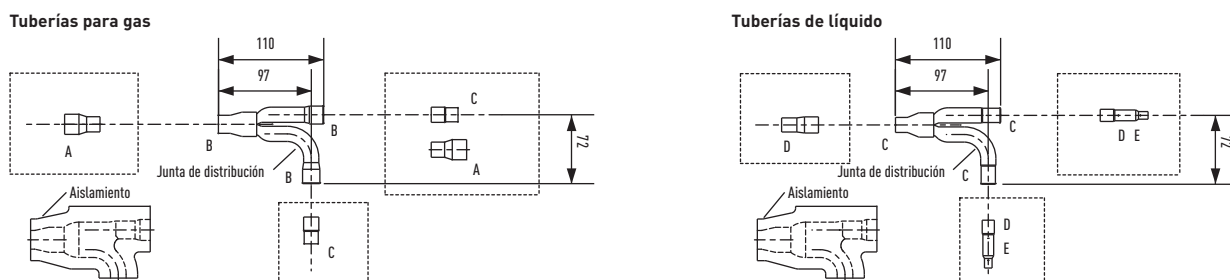 Tuberías para gas
110
97
A
B
B
C
A
72
Junta de distribución
B
Aislamiento
C
Tuberías de líquido
110
97
D
C
C
D E
72
Junta de distribución
C
Aislamiento
D
E